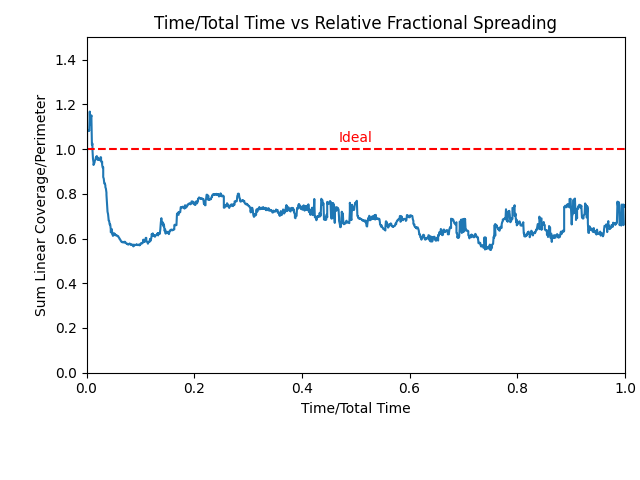 Time/Total Time vs Relative Fractional Spreading
Sum Linear Coverage/Perimeter
1.4
1.2
1.0
0.8
0.6
0.4
0.2
0.0
Ideal
0.0 0.2 0.4 0.6 0.8 1.0
Time/Total Time